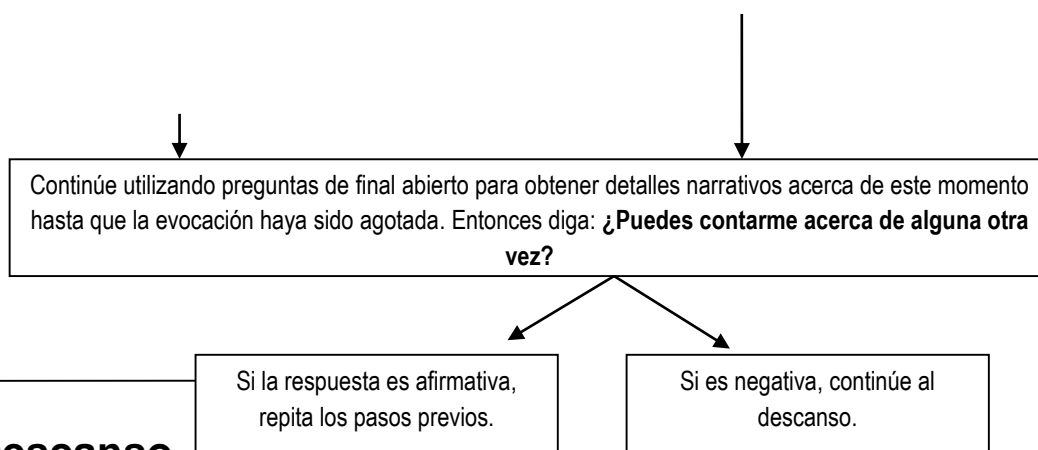 Continúe utilizando preguntas de final abierto para obtener detalles narrativos acerca de este momento
hasta que la evocación haya sido agotada. Entonces diga: ¿Puedes contarme acerca de alguna otra
vez?
Si la respuesta es afirmativa,
repita los pasos previos.
Si es negativa, continúe al
descanso.